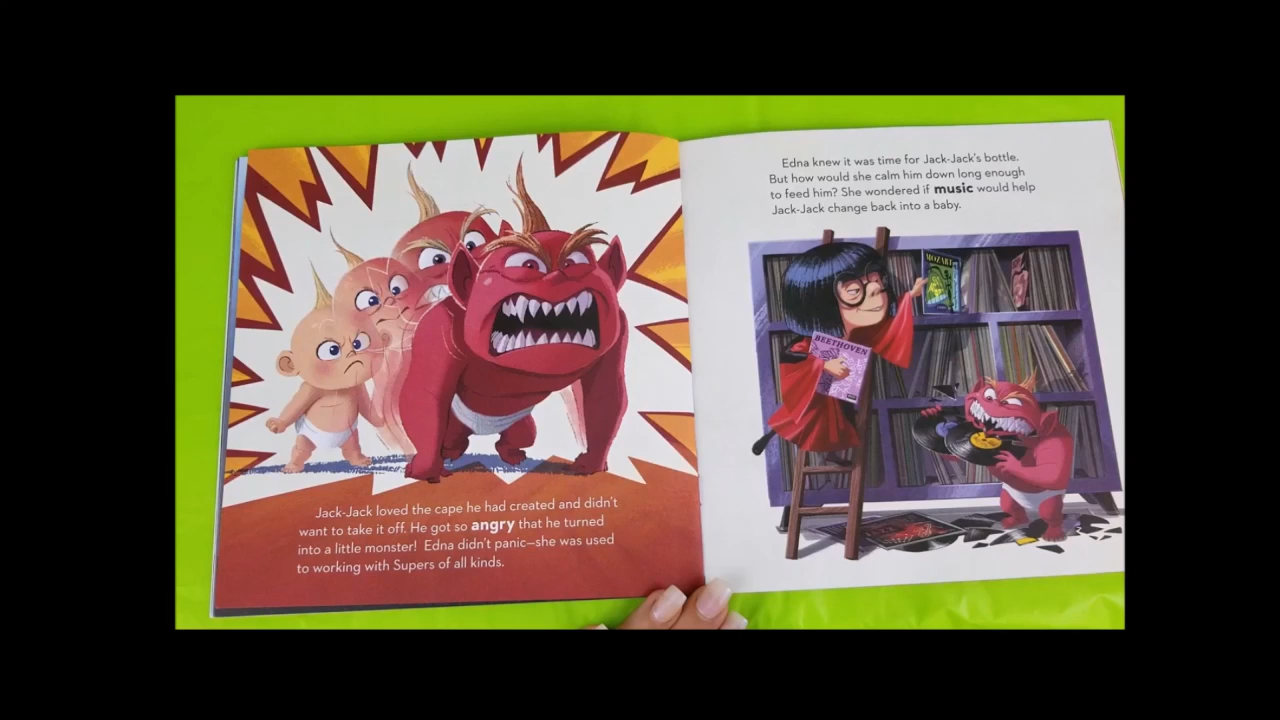 Jack-Jack loved the cape he had created and didn't
want to take it off. He got so angry that he turned
into a little monster! Edna didn't panic—she was used
to working with Supers of all kinds.
Edna knew it was time for Jack-Jack's bottle.
But how would she calm him down long enough
to feed him? She wondered if music would help
Jack-Jack change back into a baby.
MOZART
BEETHOVEN